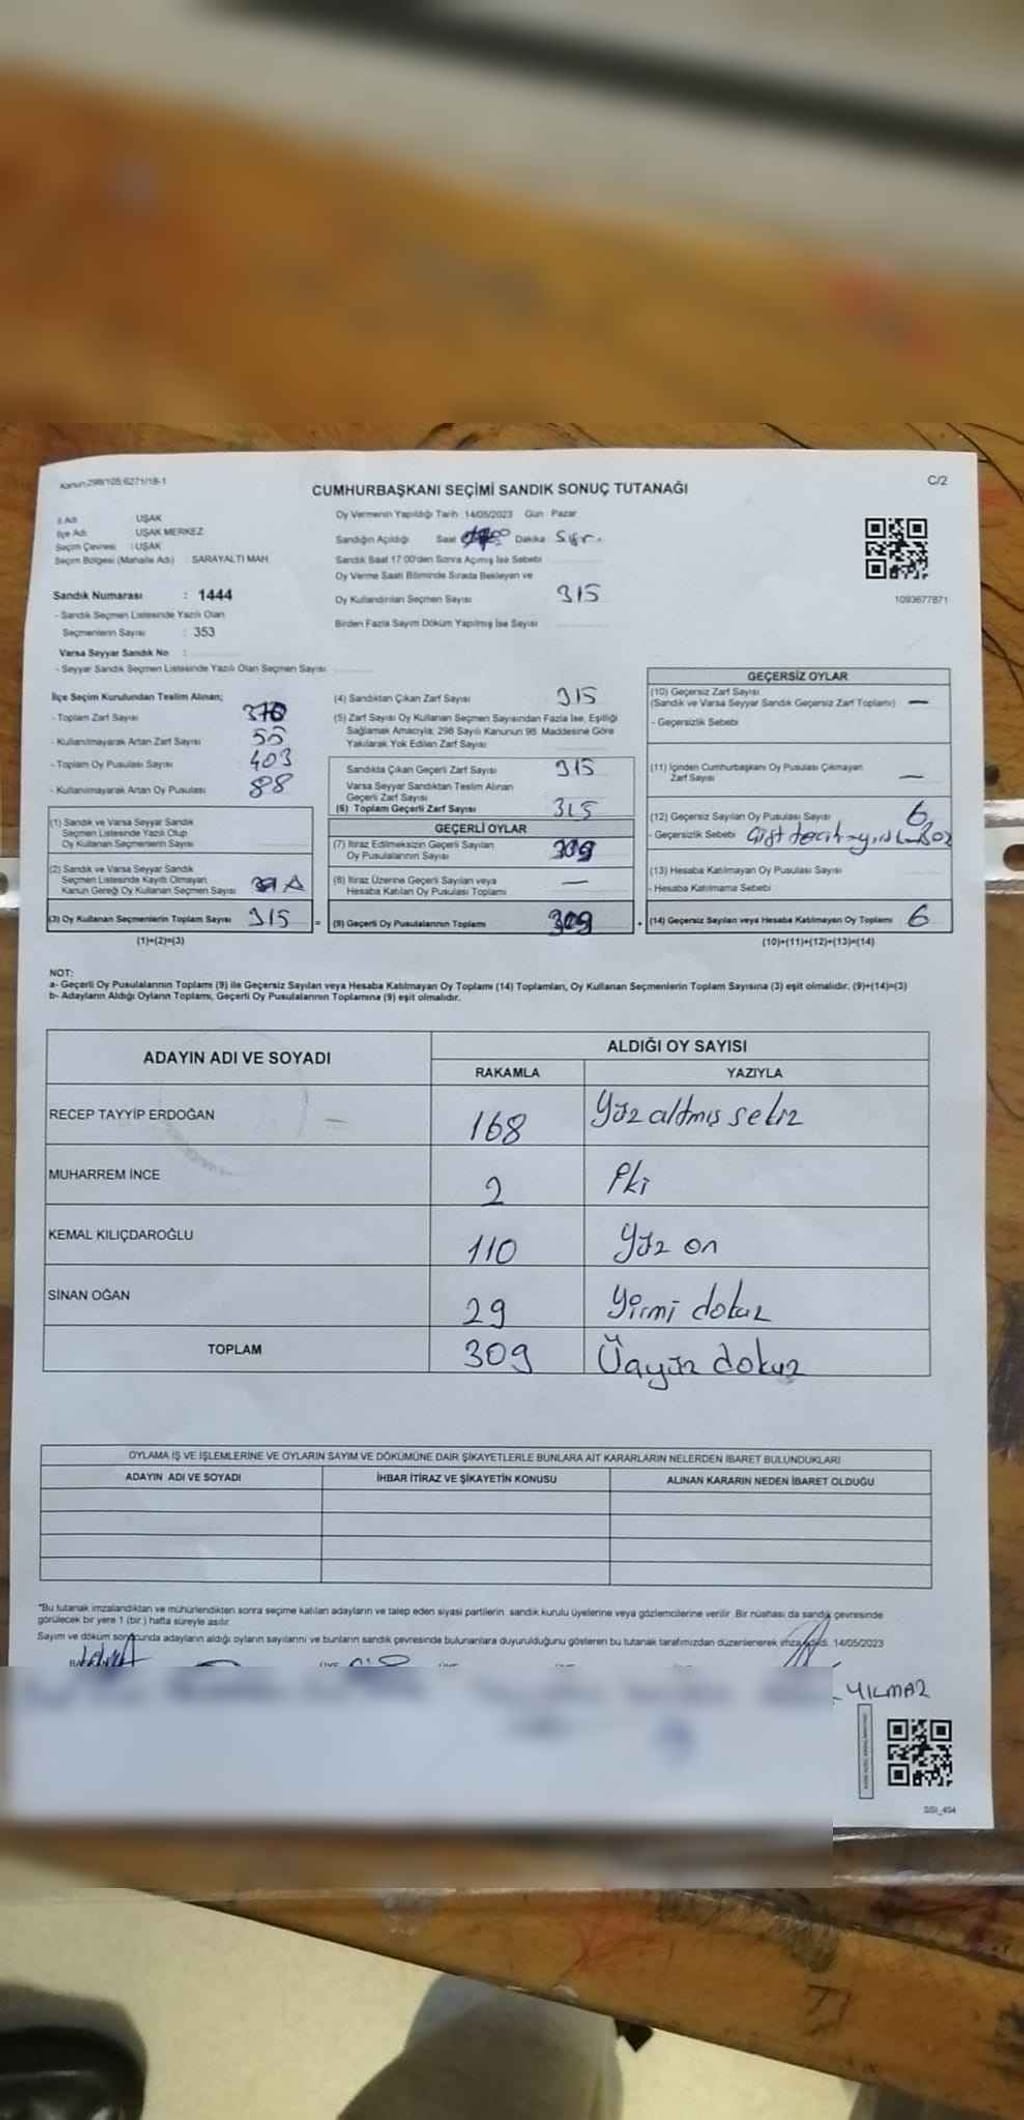 Kanun:298/105;6271/18-1
C/2
CUMHURBAŞKANI SEÇİMİ SANDIK SONUÇ TUTANAĞI
İl Adı UŞAK
İlçe Adı UŞAK MERKEZ
Seçim Çevresi : UŞAK
Seçim Bölgesi (Mahalle Adı) : SARAYALTI MAH.
Oy Vermenin Yapıldığı Tarih :14/05/2023 Gün : Pazar
Sandığın Açıldığı Saat Dakika
Sandık Saat 17:00'den Sonra Açılmış İse Sebebi
Oy Verme Saati Bitiminde Sırada Bekleyen ve
Oy Kullandırılan Seçmen Sayısı 315
Birden Fazla Sayım Döküm Yapılmış İse Sayısı
1093677871
Sandık Numarası : 1444
- Sandık Seçmen Listesinde Yazılı Olan
Seçmenlerin Sayısı : 353
Varsa Seyyar Sandık No :
- Seyyar Sandık Seçmen Listesinde Yazılı Olan Seçmen Sayısı
İlçe Seçim Kurulundan Teslim Alınan;
- Toplam Zarf Sayısı 370
- Kullanılmayarak Artan Zarf Sayısı 55
- Toplam Oy Pusulası Sayısı 403
- Kullanılmayarak Artan Oy Pusulası 88
(1) Sandık ve Varsa Seyyar Sandık
Seçmen Listesinde Yazılı Olup
Oy Kullanan Seçmenlerin Sayısı
(2) Sandık ve Varsa Seyyar Sandık
Seçmen Listesinde Kayıtlı Olmayan
Kanun Gereği Oy Kullanan Seçmen Sayısı
(3) Oy Kullanan Seçmenlerin Toplam Sayısı 315 =
(1)+(2)=(3)
(4) Sandıktan Çıkan Zarf Sayısı 315
(5) Zarf Sayısı Oy Kullanan Seçmen Sayısından Fazla İse, Eşitliği
Sağlamak Amacıyla; 298 Sayılı Kanunun 98. Maddesine Göre
Yakılarak Yok Edilen Zarf Sayısı
Sandıkta Çıkan Geçerli Zarf Sayısı 315
Varsa Seyyar Sandıktan Teslim Alınan
Geçerli Zarf Sayısı
(6) Toplam Geçerli Zarf Sayısı 315
GEÇERLİ OYLAR
(7) İtiraz Edilmeksizin Geçerli Sayılan
Oy Pusulalarının Sayısı 309
(8) İtiraz Üzerine Geçerli Sayılan veya
Hesaba Katılan Oy Pusulası Toplamı —
(9) Geçerli Oy Pusulalarının Toplamı 309 +
GEÇERSİZ OYLAR
(10) Geçersiz Zarf Sayısı
(Sandık ve Varsa Seyyar Sandık Geçersiz Zarf Toplamı) —
- Geçersizlik Sebebi
(11) İçinden Cumhurbaşkanı Oy Pusulası Çıkmayan
Zarf Sayısı —
(12) Geçersiz Sayılan Oy Pusulası Sayısı 6
- Geçersizlik Sebebi
(13) Hesaba Katılmayan Oy Pusulası Sayısı
- Hesaba Katılmama Sebebi
(14) Geçersiz Sayılan veya Hesaba Katılmayan Oy Toplamı 6
(10)+(11)+(12)+(13)=(14)
NOT:
a- Geçerli Oy Pusulalarının Toplamı (9) ile Geçersiz Sayılan veya Hesaba Katılmayan Oy Toplamı (14) Toplamları, Oy Kullanan Seçmenlerin Toplam Sayısına (3) eşit olmalıdır. (9)+(14)=(3)
b- Adayların Aldığı Oyların Toplamı, Geçerli Oy Pusulalarının Toplamına (9) eşit olmalıdır.
ADAYIN ADI VE SOYADI
ALDIĞI OY SAYISI
RAKAMLA YAZIYLA
RECEP TAYYİP ERDOĞAN 168 Yüz altmış sekiz
MUHARREM İNCE 2 İki
KEMAL KILIÇDAROĞLU 110 Yüz on
SİNAN OĞAN 29 Yirmi dokuz
TOPLAM 309 Üçyüz dokuz
OYLAMA İŞ VE İŞLEMLERİNE VE OYLARIN SAYIM VE DÖKÜMÜNE DAİR ŞİKAYETLERLE BUNLARA AİT KARARLARIN NELERDEN İBARET BULUNDUKLARI
ADAYIN ADI VE SOYADI İHBAR İTİRAZ VE ŞİKAYETİN KONUSU ALINAN KARARIN NEDEN İBARET OLDUĞU
"Bu tutanak imzalandıktan ve mühürlendikten sonra seçime katılan adayların ve talep eden siyasi partilerin sandık kurulu üyelerine veya gözlemcilerine verilir. Bir nüshası da sandık çevresinde
görülecek bir yere 1 (bir) hafta süreyle asılır.
Sayım ve döküm sonucunda adayların aldığı oyların sayılarını ve bunların sandık çevresinde bulunanlara duyurulduğunu gösteren bu tutanak tarafımızdan düzenlenerek imzalandı. 14/05/2023
YILMAZ